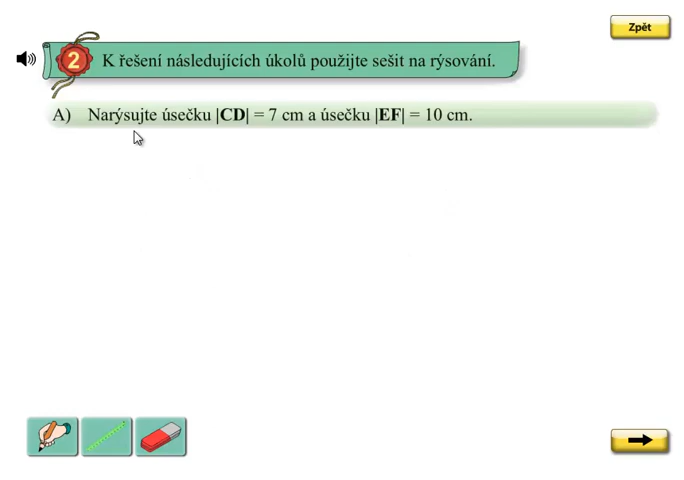 Zpět
2 K řešení následujících úkolů použijte sešit na rýsování.
A) Narýsujte úsečku |CD| = 7 cm a úsečku |EF| = 10 cm.